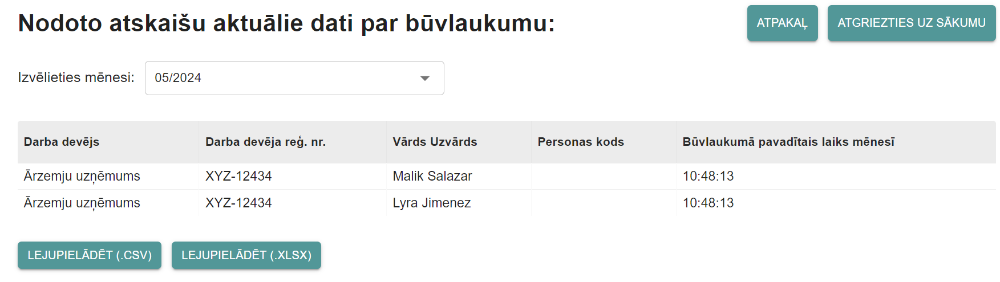 Nodoto atskaišu aktuālie dati par būvlaukumu:
ATPAKAĻ
ATGRIEZTIES UZ SĀKUMU
Izvēlieties mēnesi:
05/2024
Darba devējs Darba devēja reģ. nr. Vārds Uzvārds Personas kods Būvlaukumā pavadītais laiks mēnesī
Ārzemju uzņēmums XYZ-12434 Malik Salazar 10:48:13
Ārzemju uzņēmums XYZ-12434 Lyra Jimenez 10:48:13
LEJUPIELĀDĒT (.CSV)
LEJUPIELĀDĒT (.XLSX)